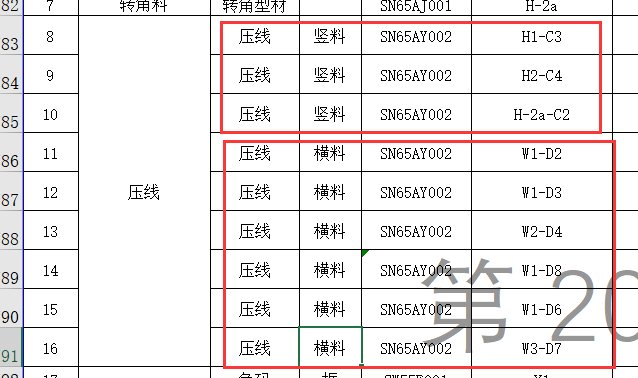 82 7 转角料 转角型材 SN65AJ001 H-2a
83 8 压线 竖料 SN65AY002 H1-C3
84 9 压线 竖料 SN65AY002 H2-C4
85 10 压线 竖料 SN65AY002 H-2a-C2
86 11 压线 横料 SN65AY002 W1-D2
87 12 压线 压线 横料 SN65AY002 W1-D3
88 13 压线 横料 SN65AY002 W2-D4
89 14 压线 横料 SN65AY002 W1-D8
90 15 压线 横料 SN65AY002 W1-D6
91 16 压线 横料 SN65AY002 W3-D7
第 20